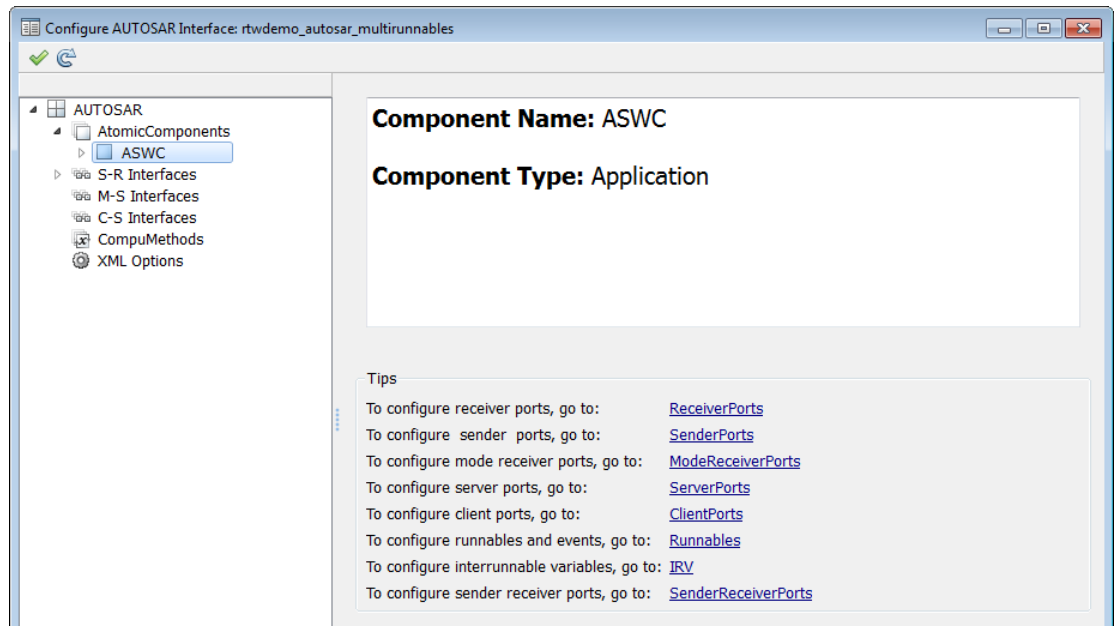 Configure AUTOSAR Interface: rtwdemo_autosar_multirunnables
AUTOSAR
AtomicComponents
ASWC
S-R Interfaces
M-S Interfaces
C-S Interfaces
CompuMethods
XML Options
Component Name: ASWC
Component Type: Application
Tips
To configure receiver ports, go to: ReceiverPorts
To configure sender ports, go to: SenderPorts
To configure mode receiver ports, go to: ModeReceiverPorts
To configure server ports, go to: ServerPorts
To configure client ports, go to: ClientPorts
To configure runnables and events, go to: Runnables
To configure interrunnable variables, go to: IRV
To configure sender receiver ports, go to: SenderReceiverPorts